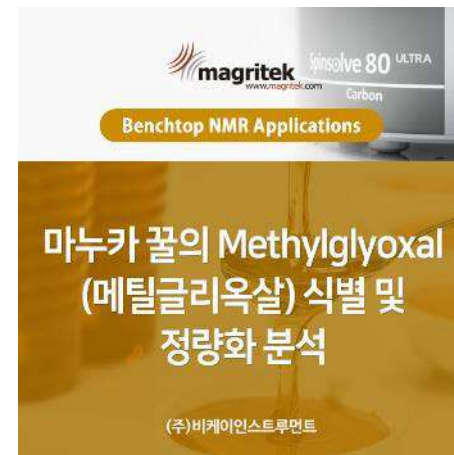 magritek
www.magritek.com
Spinsolve 80 ULTRA
Carbon
Benchtop NMR Applications
마누카 꿀의 Methylglyoxal
(메틸글리옥살) 식별 및
정량화 분석
(주)비케이인스트루먼트